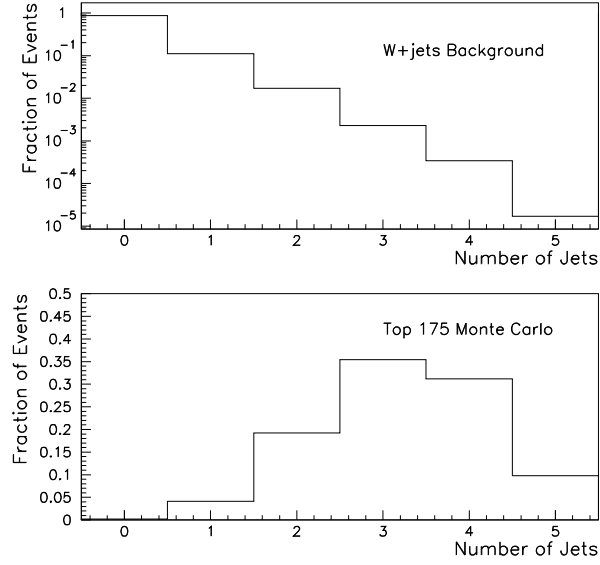 Fraction of Events
1
10⁻¹
10⁻²
10⁻³
10⁻⁴
10⁻⁵
W+jets Background
0 1 2 3 4 5
Number of Jets
Fraction of Events
0.5
0.45
0.4
0.35
0.3
0.25
0.2
0.15
0.1
0.05
0
Top 175 Monte Carlo
0 1 2 3 4 5
Number of Jets